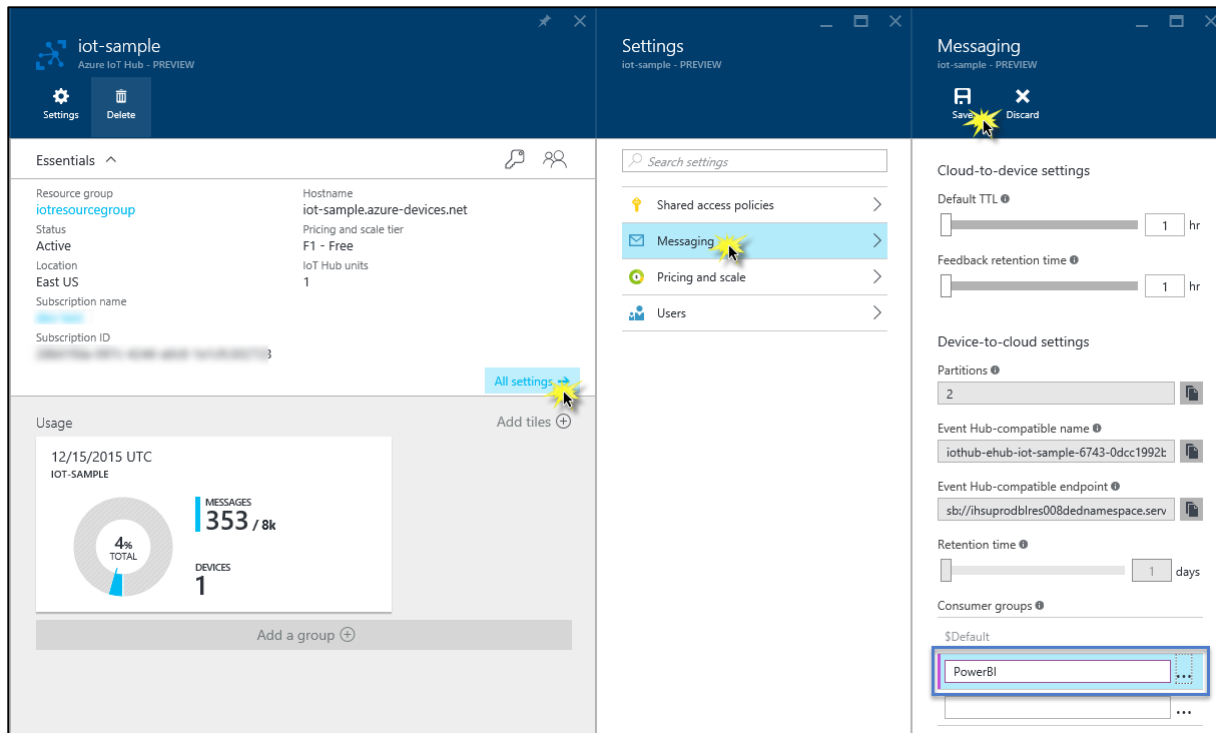 iot-sample
Azure IoT Hub - PREVIEW
Settings
Delete
Essentials
Resource group
iotresourcegroup
Status
Active
Location
East US
Subscription name
Subscription ID
Hostname
iot-sample.azure-devices.net
Pricing and scale tier
F1 - Free
IoT Hub units
1
All settings
Usage
Add tiles
12/15/2015 UTC
IOT-SAMPLE
4%
TOTAL
MESSAGES
353 / 8k
DEVICES
1
Add a group
Settings
iot-sample - PREVIEW
Search settings
Shared access policies
Messaging
Pricing and scale
Users
Messaging
iot-sample - PREVIEW
Save
Discard
Cloud-to-device settings
Default TTL
1 hr
Feedback retention time
1 hr
Device-to-cloud settings
Partitions
2
Event Hub-compatible name
iothub-ehub-iot-sample-6743-0dcc1992b
Event Hub-compatible endpoint
sb://ihsuprodblres008dednamespace.serv
Retention time
1 days
Consumer groups
$Default
PowerBI
...
...